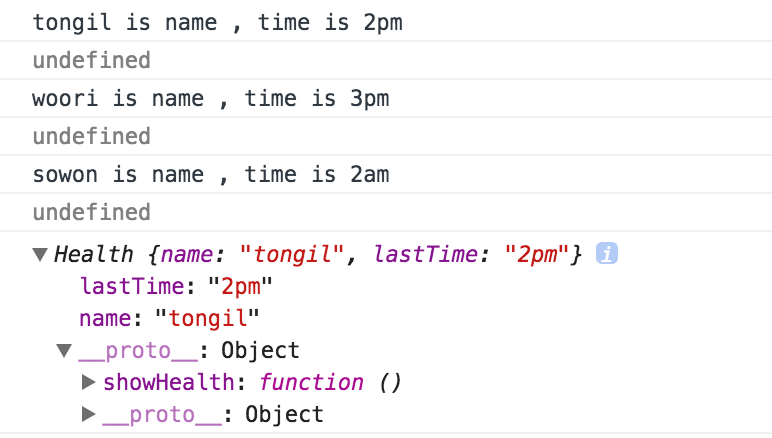 tongil is name , time is 2pm
undefined
woori is name , time is 3pm
undefined
sowon is name , time is 2am
undefined
▼Health {name: "tongil", lastTime: "2pm"} i
lastTime: "2pm"
name: "tongil"
▼__proto__: Object
▶showHealth: function ()
▶__proto__: Object